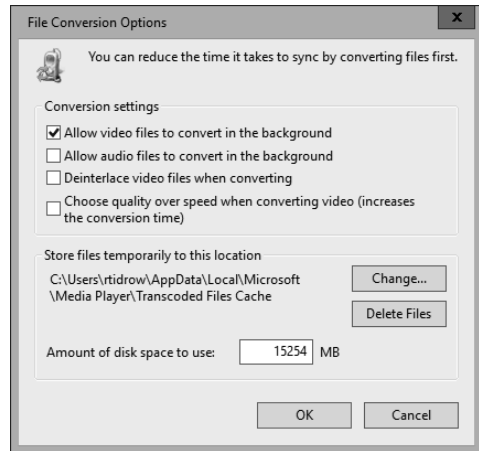 File Conversion Options
x
You can reduce the time it takes to sync by converting files first.
Conversion settings
Allow video files to convert in the background
Allow audio files to convert in the background
Deinterlace video files when converting
Choose quality over speed when converting video (increases
the conversion time)
Store files temporarily to this location
C:\Users\rtidrow\AppData\Local\Microsoft
\Media Player\Transcoded Files Cache
Change...
Delete Files
Amount of disk space to use: 15254 MB
OK Cancel